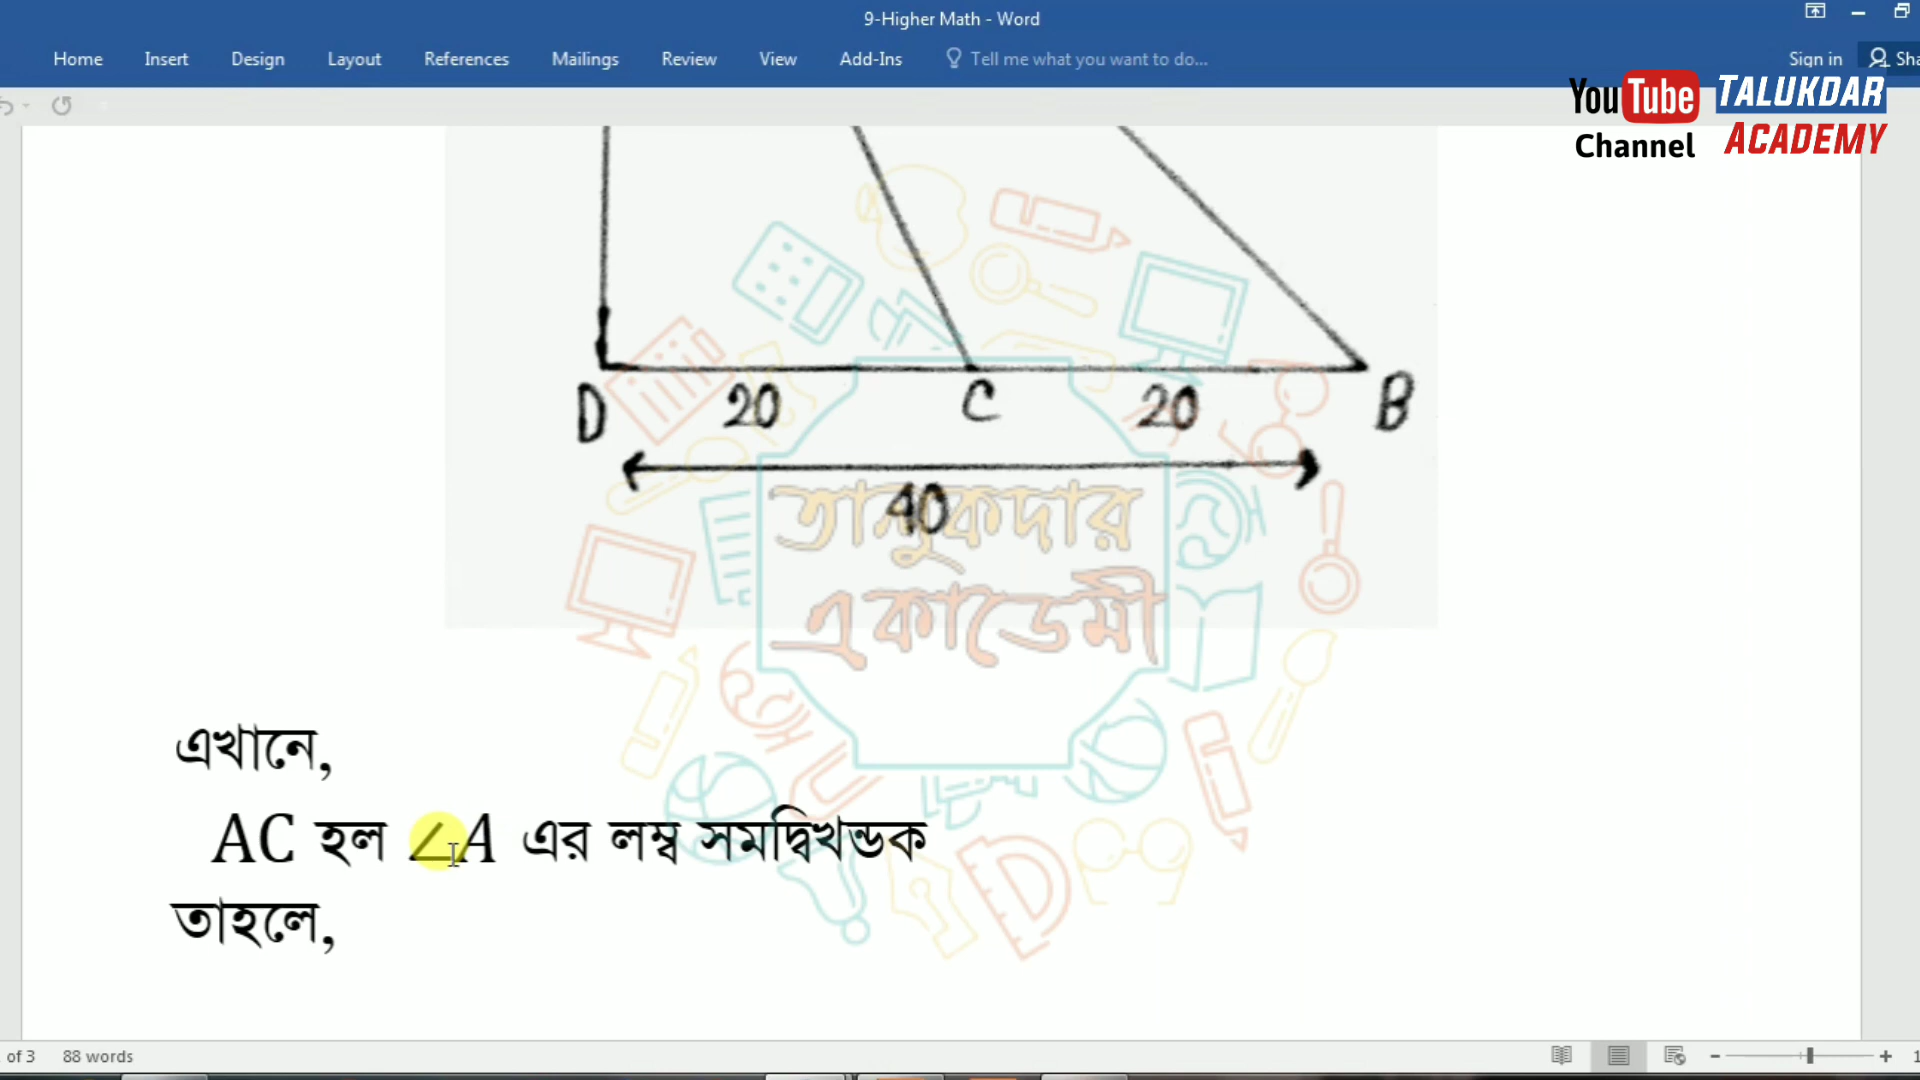 9-Higher Math - Word
Home Insert Design Layout References Mailings Review View Add-Ins Tell me what you want to do... Sign in Sha
YouTube TALUKDAR
Channel ACADEMY
D 20 C 20 B
40
তালুকদার
একাডেমী
এখানে,
AC হল ∠A এর লম্ব সমদ্বিখন্ডক
তাহলে,
of 3 88 words